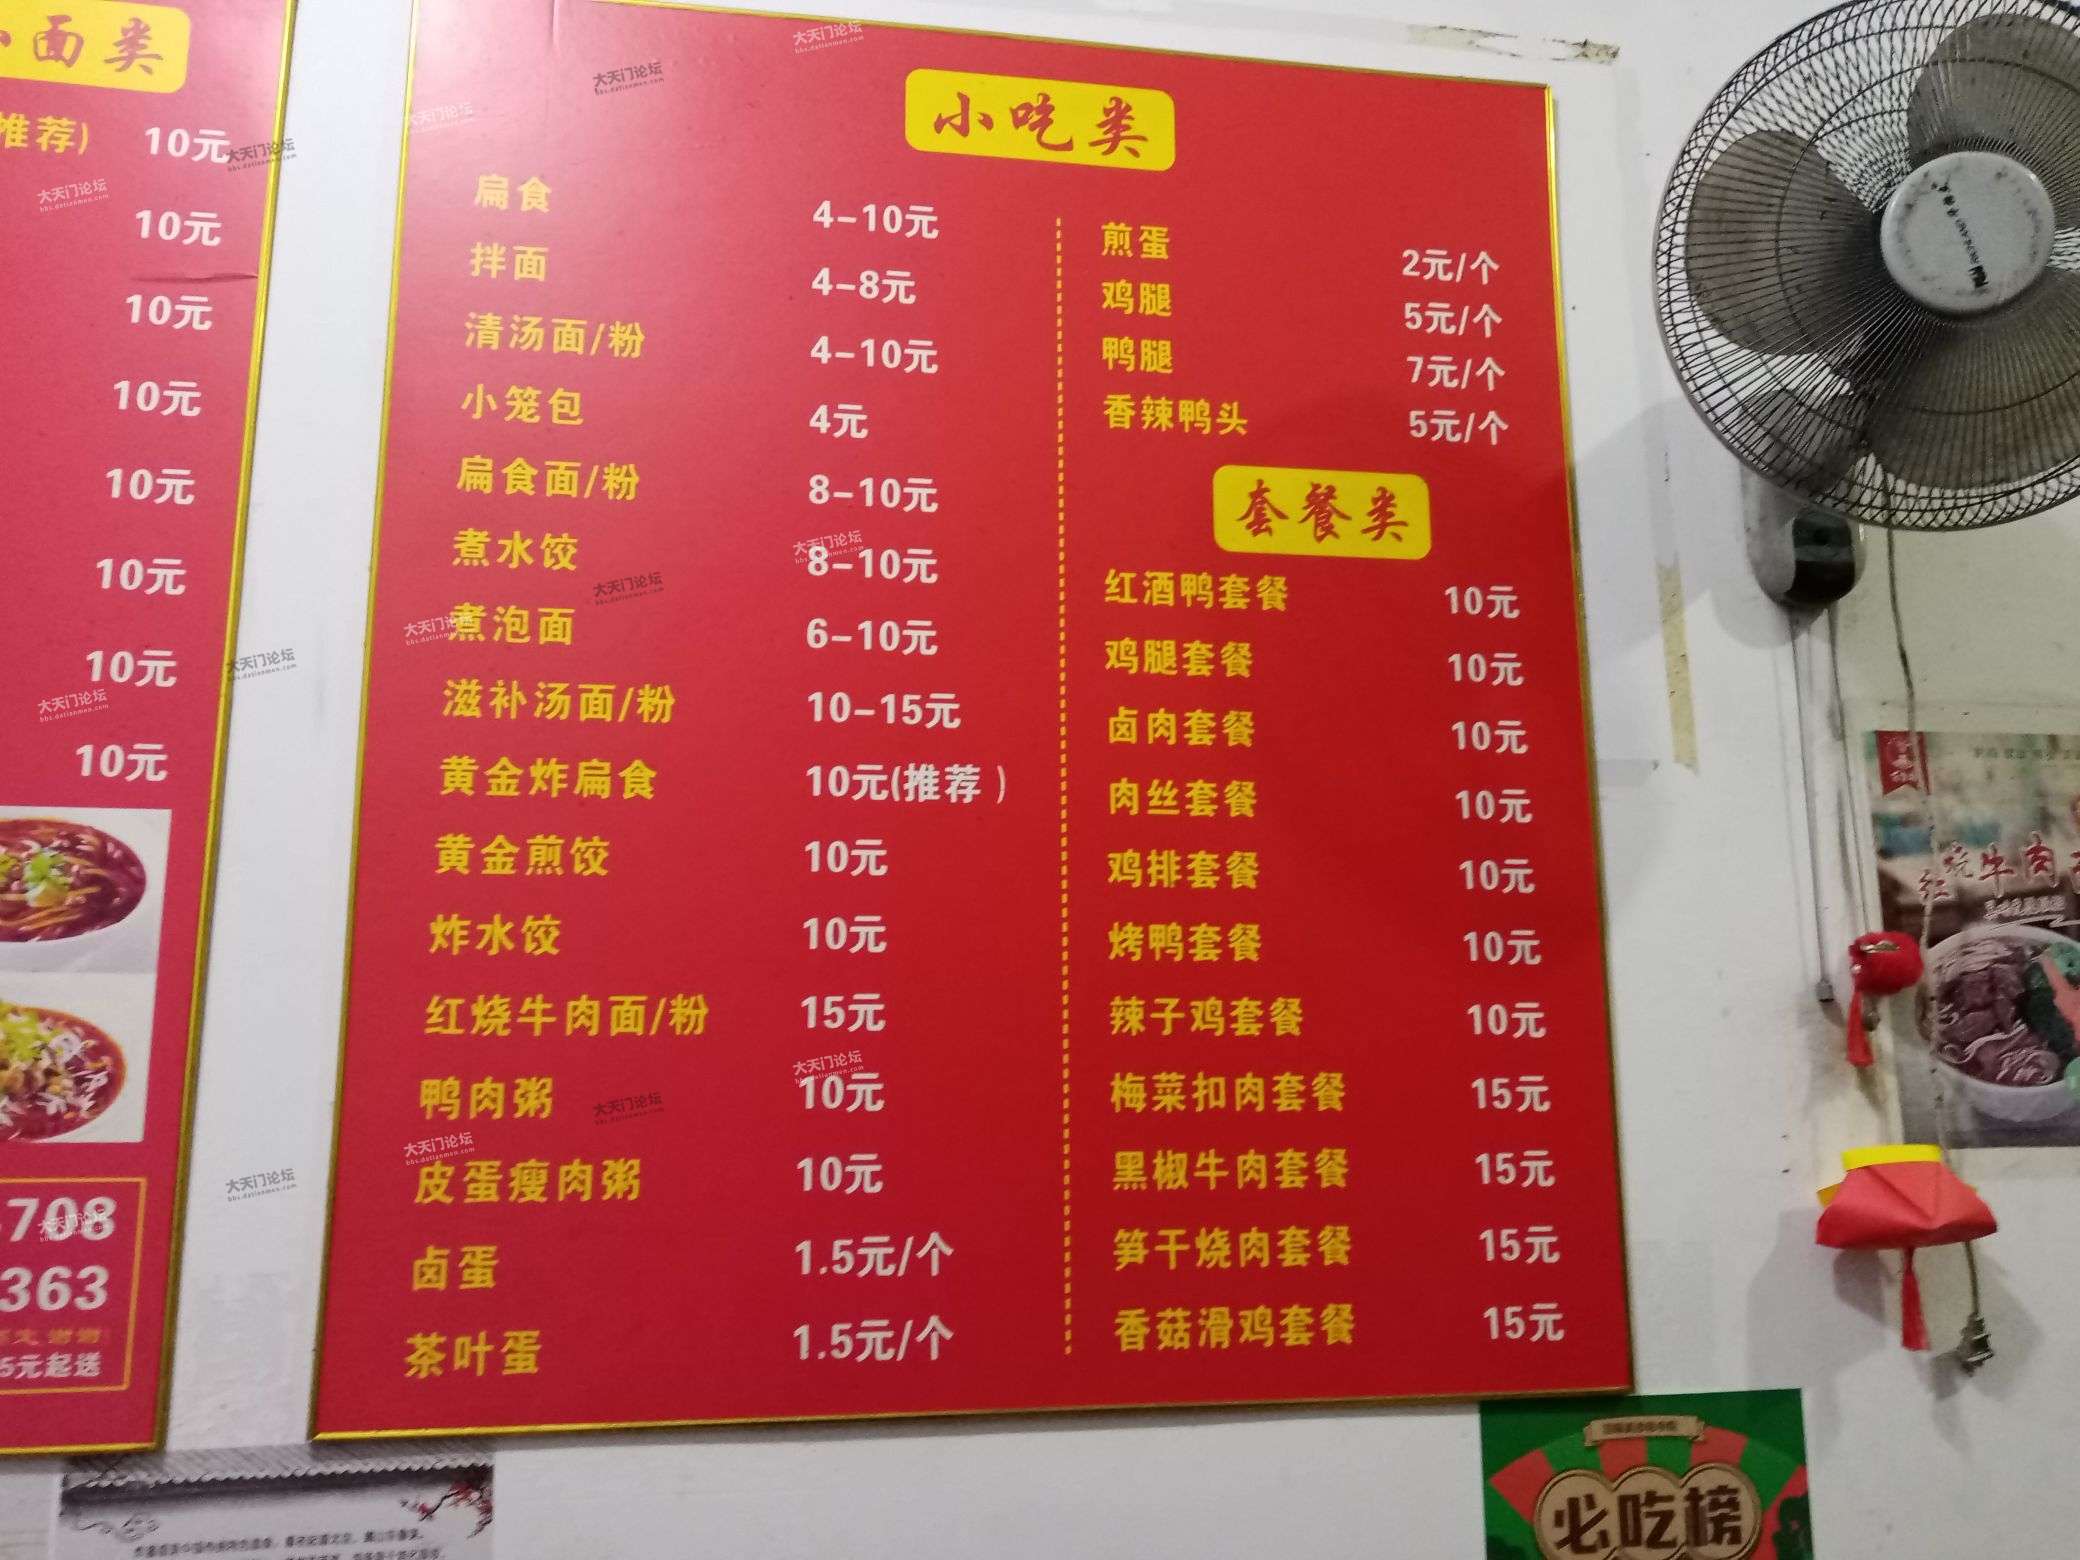 面类
推荐) 10元
10元
10元
10元
10元
10元
10元
10元
708
363
5元起送
小吃类
扁食 4-10元
拌面 4-8元
清汤面/粉 4-10元
小笼包 4元
扁食面/粉 8-10元
煮水饺 8-10元
煮泡面 6-10元
滋补汤面/粉 10-15元
黄金炸扁食 10元(推荐)
黄金煎饺 10元
炸水饺 10元
红烧牛肉面/粉 15元
鸭肉粥 10元
皮蛋瘦肉粥 10元
卤蛋 1.5元/个
茶叶蛋 1.5元/个
煎蛋 2元/个
鸡腿 5元/个
鸭腿 7元/个
香辣鸭头 5元/个
套餐类
红酒鸭套餐 10元
鸡腿套餐 10元
卤肉套餐 10元
肉丝套餐 10元
鸡排套餐 10元
烤鸭套餐 10元
辣子鸡套餐 10元
梅菜扣肉套餐 15元
黑椒牛肉套餐 15元
笋干烧肉套餐 15元
香菇滑鸡套餐 15元
红烧牛肉
必吃榜
大天门论坛
bbs.datianmen.com